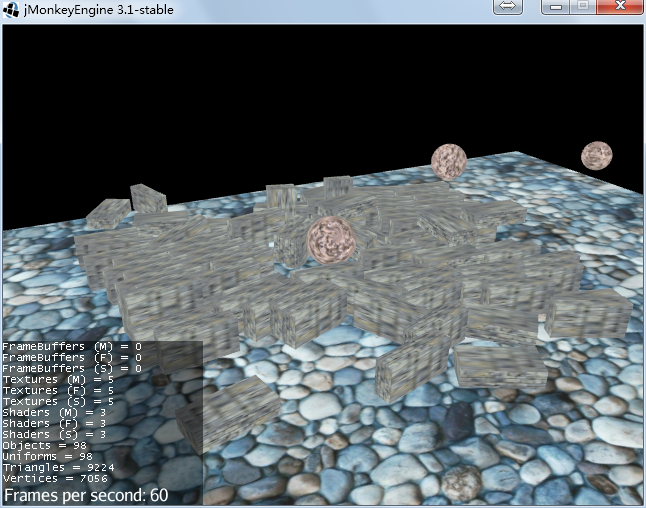 jMonkeyEngine 3.1-stable
FrameBuffers (M) = 0
FrameBuffers (F) = 0
FrameBuffers (S) = 0
Textures (M) = 5
Textures (F) = 5
Textures (S) = 5
Shaders (M) = 3
Shaders (F) = 3
Shaders (S) = 3
Objects = 98
Uniforms = 98
Triangles = 9224
Vertices = 7056
Frames per second: 60